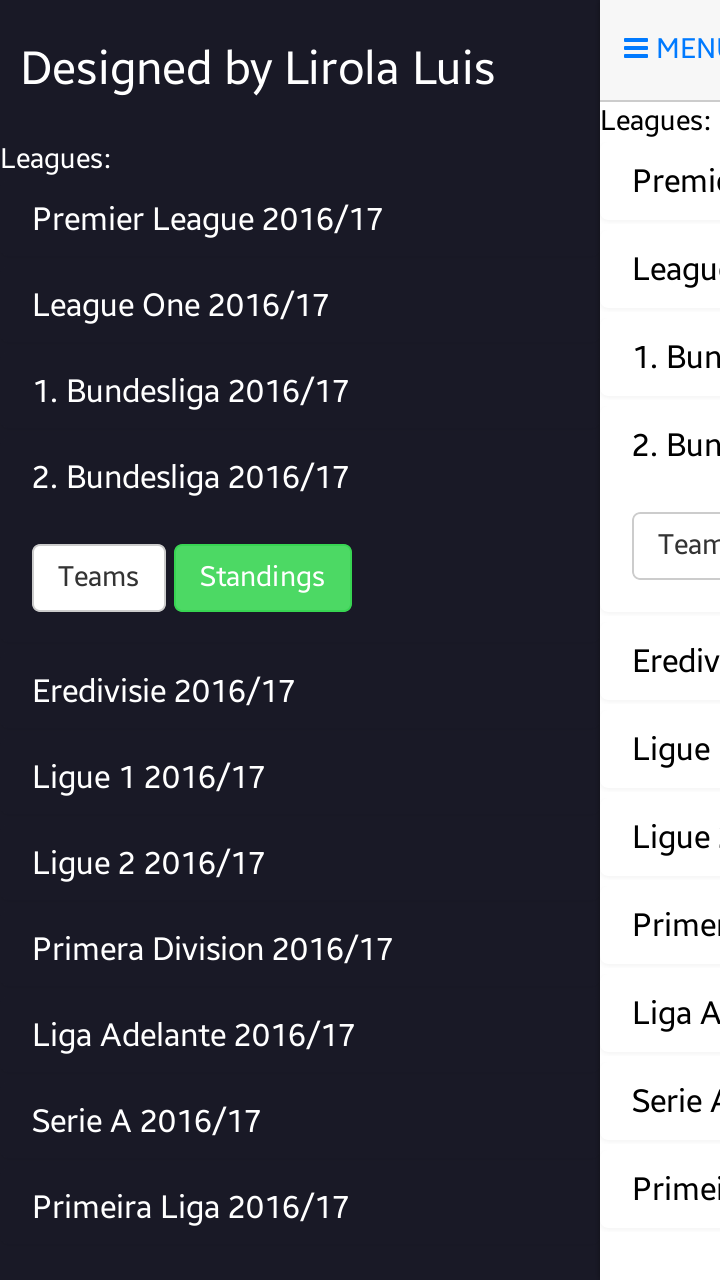 Designed by Lirola Luis
Leagues:
Premier League 2016/17
League One 2016/17
1. Bundesliga 2016/17
2. Bundesliga 2016/17
Teams Standings
Eredivisie 2016/17
Ligue 1 2016/17
Ligue 2 2016/17
Primera Division 2016/17
Liga Adelante 2016/17
Serie A 2016/17
Primeira Liga 2016/17
MENU
Leagues:
Premie
League
1. Bun
2. Bun
Team
Erediv
Ligue
Ligue
Primer
Liga A
Serie A
Primei